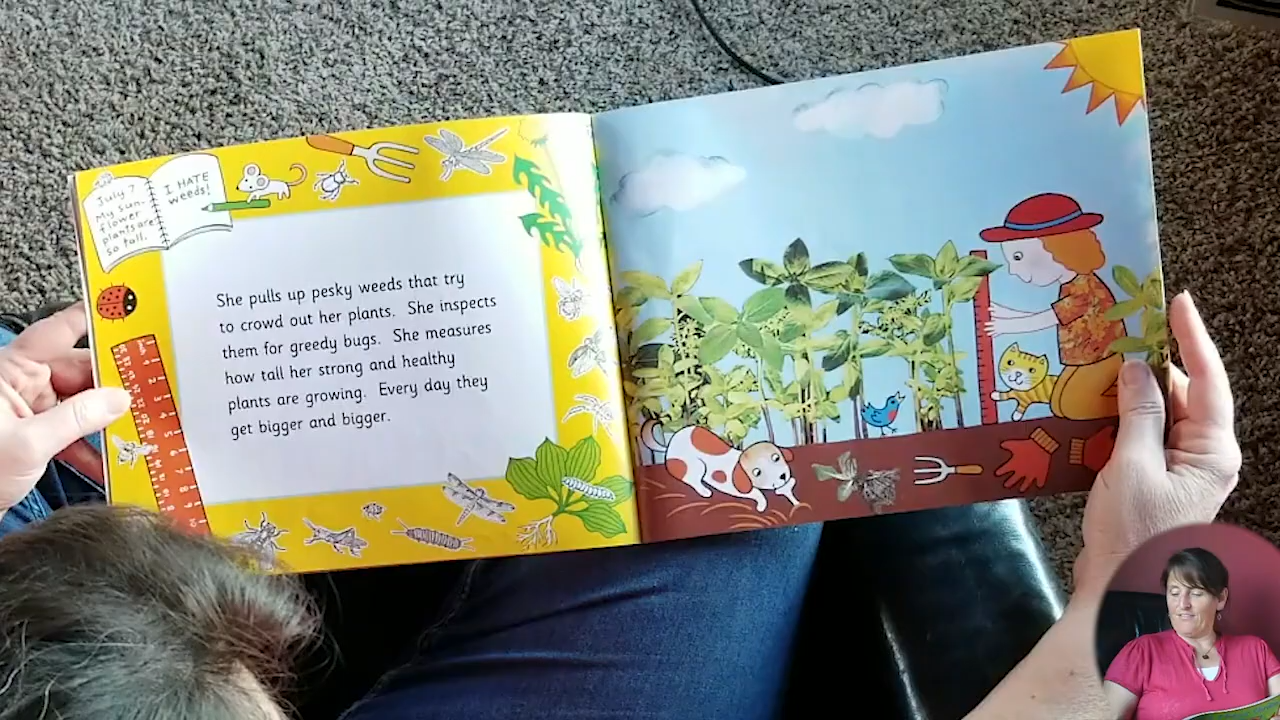 July 7
My sun-
flower
plants are
so tall.
I HATE
weeds!
She pulls up pesky weeds that try
to crowd out her plants. She inspects
them for greedy bugs. She measures
how tall her strong and healthy
plants are growing. Every day they
get bigger and bigger.